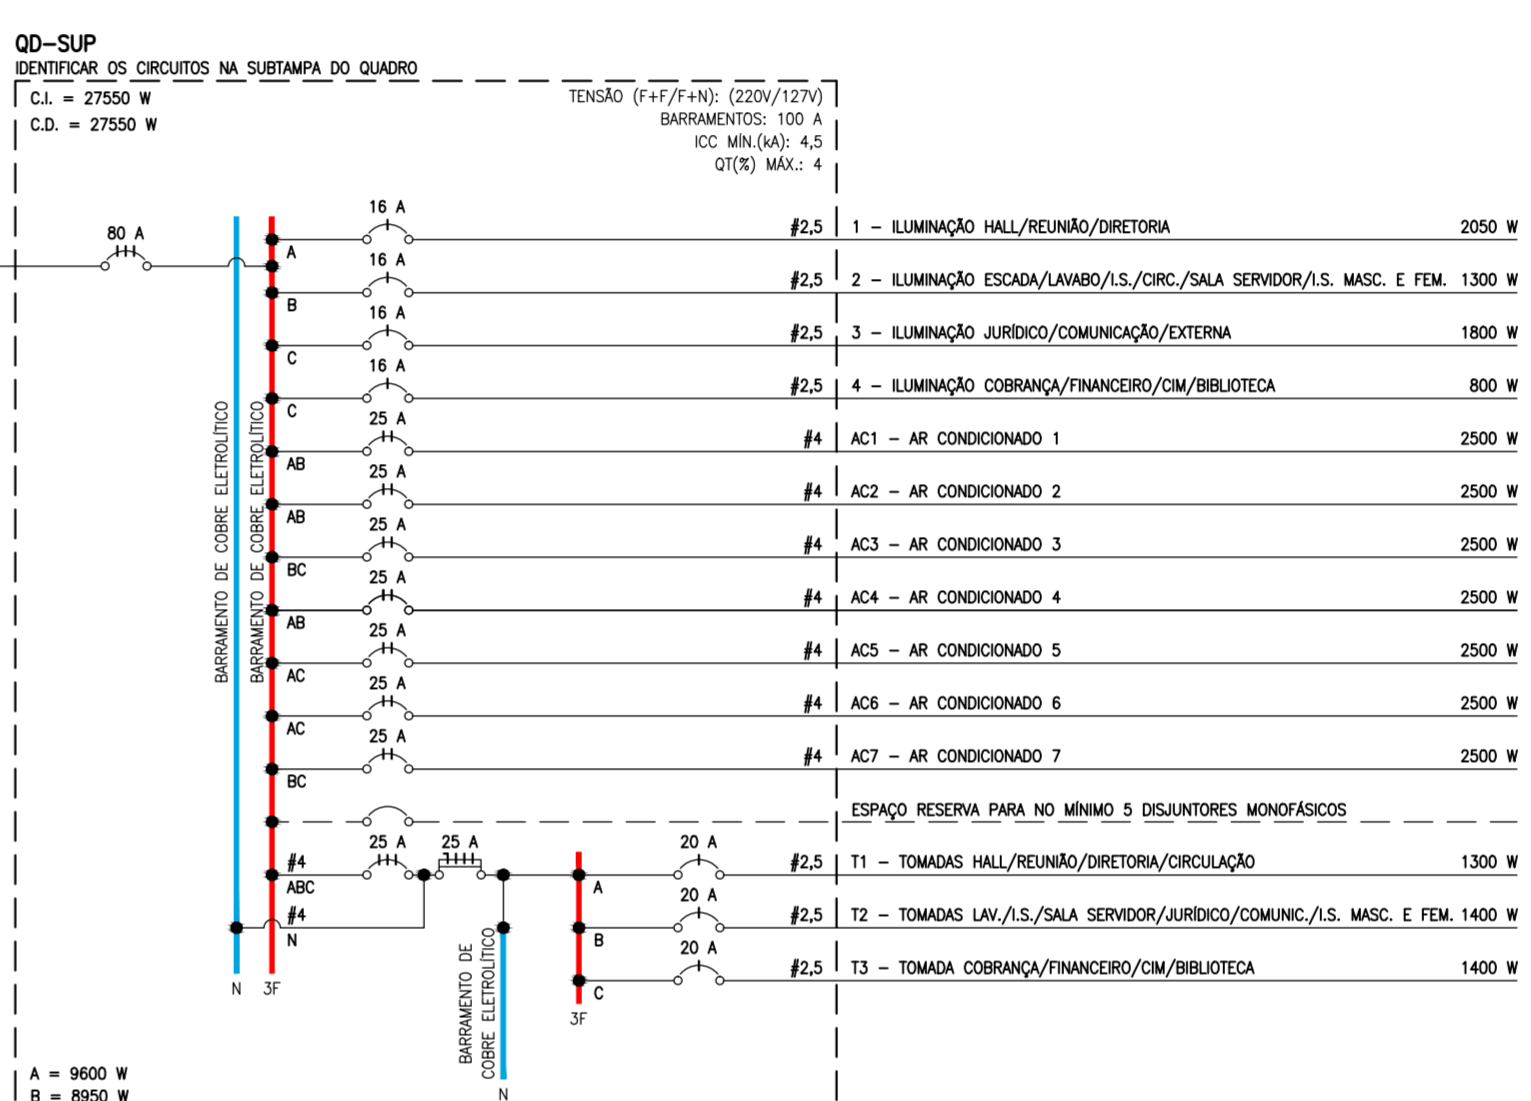 QD-SUP
IDENTIFICAR OS CIRCUITOS NA SUBTAMPA DO QUADRO
C.I. = 27550 W
C.D. = 27550 W
TENSÃO (F+F/F+N): (220V/127V)
BARRAMENTOS: 100 A
ICC MÍN.(kA): 4,5
QT(%) MÁX.: 4
80 A
16 A
A
#2,5
1 - ILUMINAÇÃO HALL/REUNIÃO/DIRETORIA 2050 W
16 A
B
#2,5
2 - ILUMINAÇÃO ESCADA/LAVABO/I.S./CIRC./SALA SERVIDOR/I.S. MASC. E FEM. 1300 W
16 A
C
#2,5
3 - ILUMINAÇÃO JURÍDICO/COMUNICAÇÃO/EXTERNA 1800 W
16 A
C
#2,5
4 - ILUMINAÇÃO COBRANÇA/FINANCEIRO/CIM/BIBLIOTECA 800 W
25 A
AB
#4
AC1 - AR CONDICIONADO 1 2500 W
25 A
AB
#4
AC2 - AR CONDICIONADO 2 2500 W
25 A
BC
#4
AC3 - AR CONDICIONADO 3 2500 W
25 A
AB
#4
AC4 - AR CONDICIONADO 4 2500 W
25 A
AC
#4
AC5 - AR CONDICIONADO 5 2500 W
25 A
AC
#4
AC6 - AR CONDICIONADO 6 2500 W
25 A
BC
#4
AC7 - AR CONDICIONADO 7 2500 W
BARRAMENTO DE COBRE ELETROLÍTICO
BARRAMENTO DE COBRE ELETROLÍTICO
ESPAÇO RESERVA PARA NO MÍNIMO 5 DISJUNTORES MONOFÁSICOS
#4
ABC
25 A
25 A
A
20 A
#2,5
T1 - TOMADAS HALL/REUNIÃO/DIRETORIA/CIRCULAÇÃO 1300 W
#4
N
B
20 A
#2,5
T2 - TOMADAS LAV./I.S./SALA SERVIDOR/JURÍDICO/COMUNIC./I.S. MASC. E FEM. 1400 W
C
20 A
#2,5
T3 - TOMADA COBRANÇA/FINANCEIRO/CIM/BIBLIOTECA 1400 W
N
3F
BARRAMENTO DE
COBRE ELETROLÍTICO
3F
N
A = 9600 W
B = 8950 W